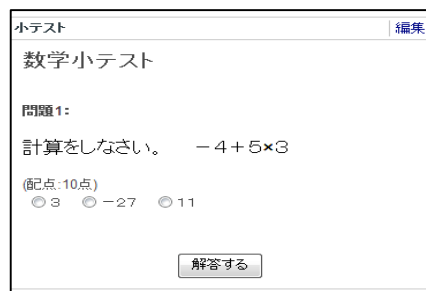 小テスト 編集
数学小テスト
問題1:
計算をしなさい。 －4＋5×3
(配点:10点)
3 －27 11
解答する